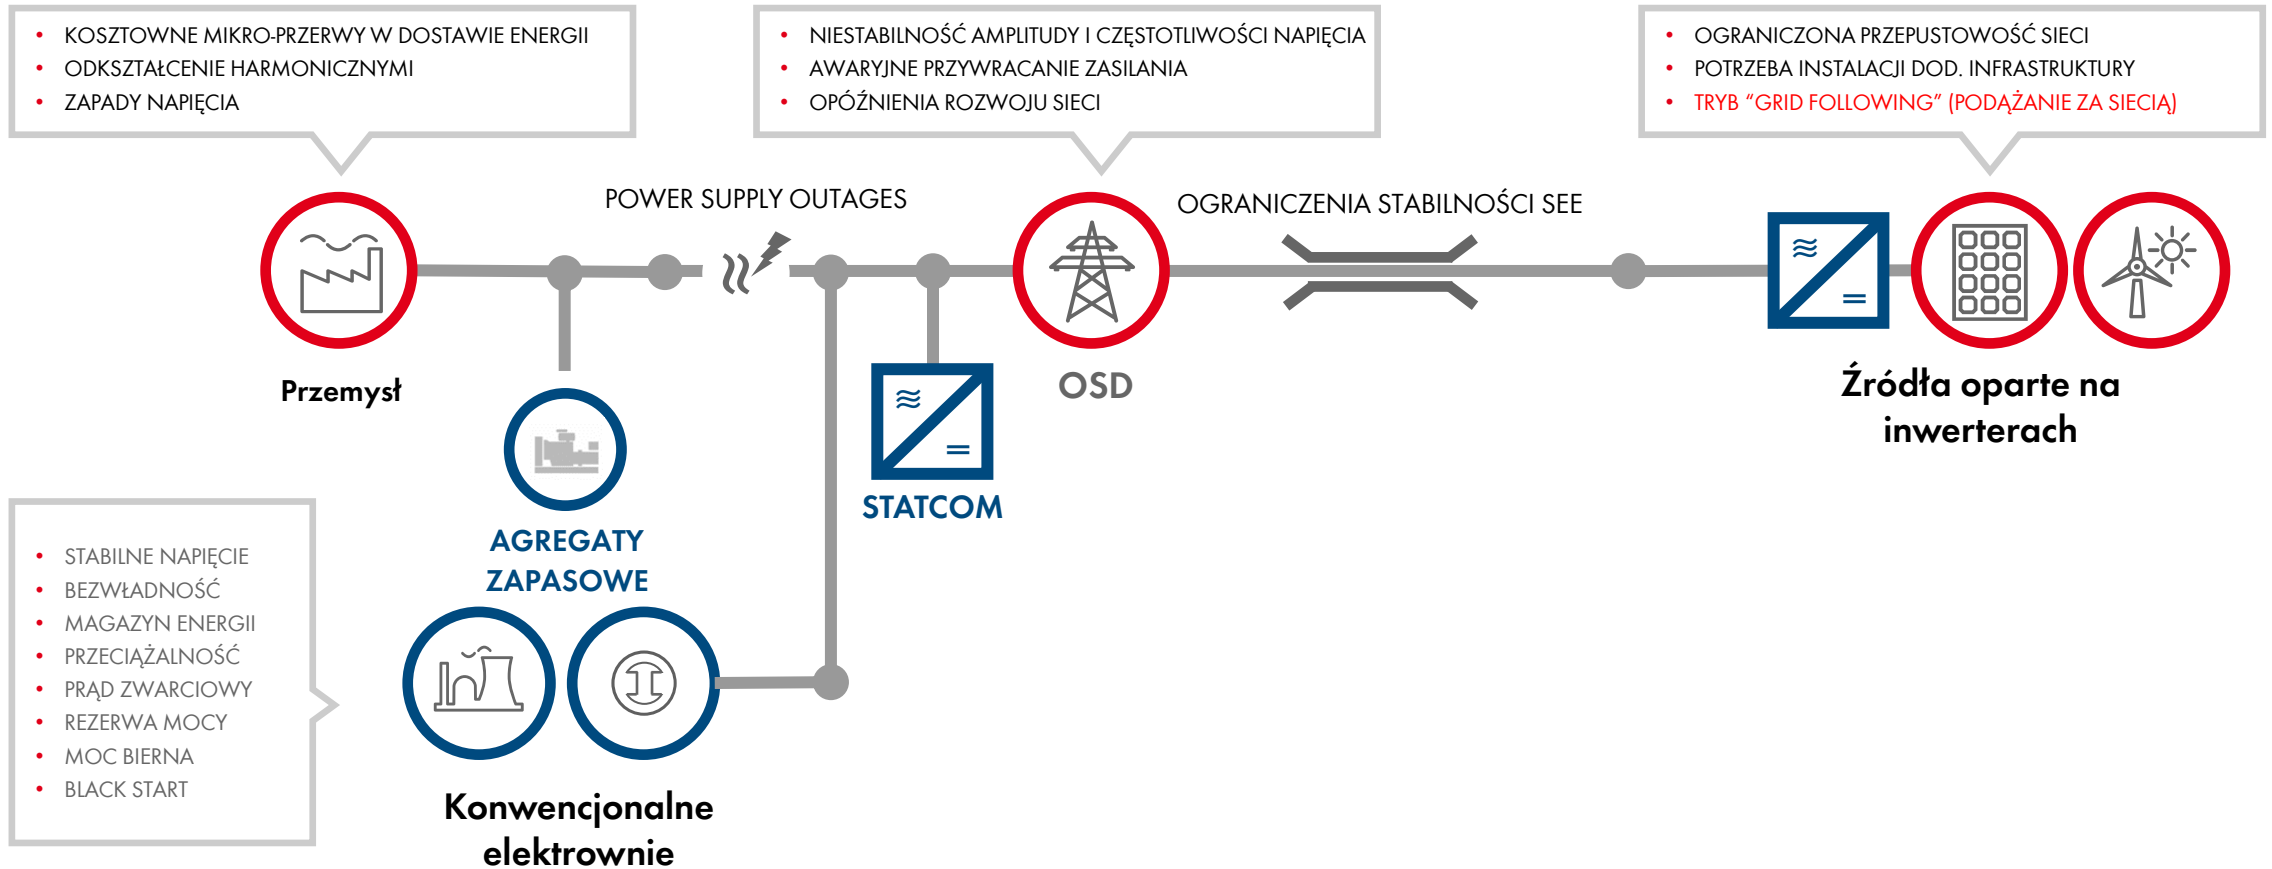 • KOSZTOWNE MIKRO-PRZERWY W DOSTAWIE ENERGII
• ODKSZTAŁCENIE HARMONICZNYMI
• ZAPADY NAPIĘCIA
• NIESTABILNOŚĆ AMPLITUDY I CZĘSTOTLIWOŚCI NAPIĘCIA
• AWARYJNE PRZYWRACANIE ZASILANIA
• OPÓŹNIENIA ROZWOJU SIECI
• OGRANICZONA PRZEPUSTOWOŚĆ SIECI
• POTRZEBA INSTALACJI DOD. INFRASTRUKTURY
• TRYB “GRID FOLLOWING” (PODĄŻANIE ZA SIECIĄ)
POWER SUPPLY OUTAGES
OGRANICZENIA STABILNOŚCI SEE
Przemysł
OSD
Źródła oparte na
inwerterach
STATCOM
AGREGATY
ZAPASOWE
• STABILNE NAPIĘCIE
• BEZWŁADNOŚĆ
• MAGAZYN ENERGII
• PRZECIĄŻALNOŚĆ
• PRĄD ZWARCIOWY
• REZERWA MOCY
• MOC BIERNA
• BLACK START
Konwencjonalne
elektrownie